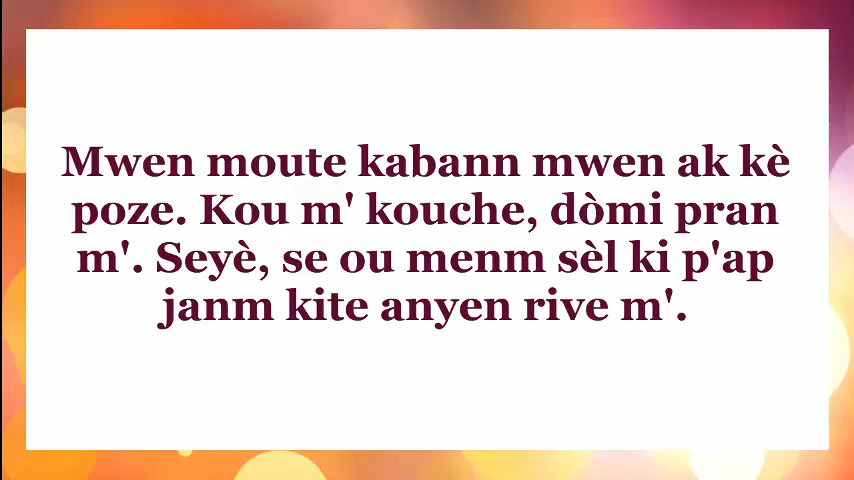 Mwen moute kabann mwen ak kè
poze. Kou m' kouche, dòmi pran
m'. Seyè, se ou menm sèl ki p'ap
janm kite anyen rive m'.